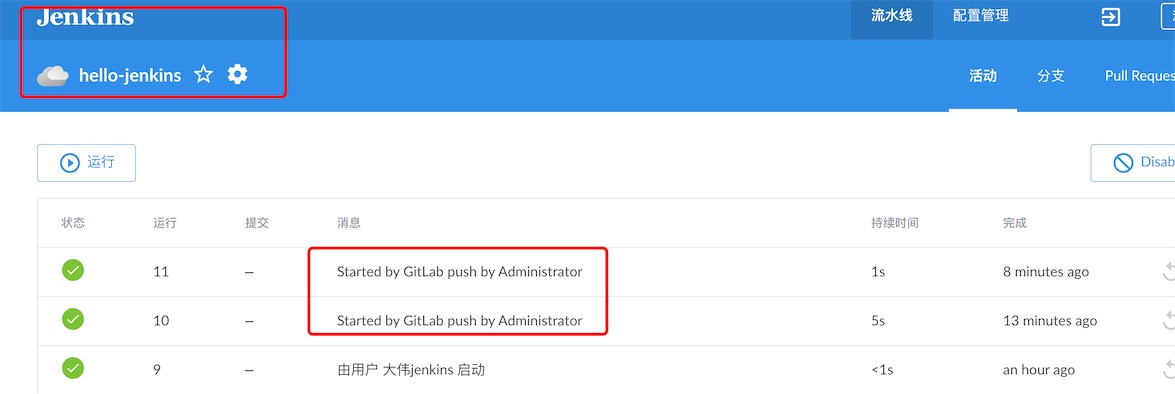 Jenkins 流水线 配置管理
hello-jenkins 活动 分支 Pull Reques
运行 Disab
状态 运行 提交 消息 持续时间 完成
11 – Started by GitLab push by Administrator 1s 8 minutes ago
10 – Started by GitLab push by Administrator 5s 13 minutes ago
9 – 由用户 大伟jenkins 启动 <1s an hour ago